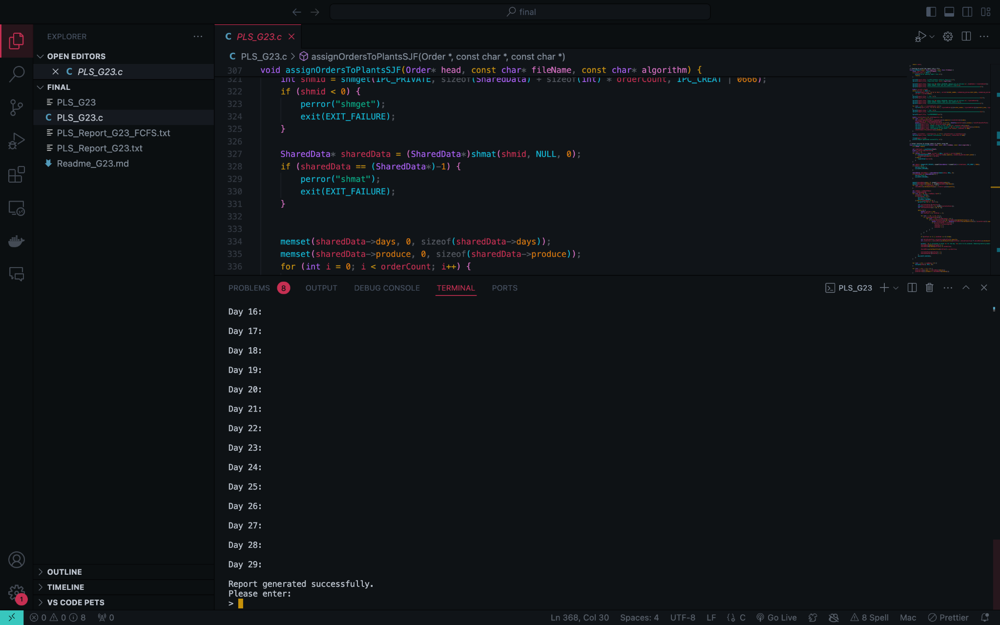 final
EXPLORER
OPEN EDITORS
PLS_G23.c
FINAL
PLS_G23
PLS_G23.c
PLS_Report_G23_FCFS.txt
PLS_Report_G23.txt
Readme_G23.md
OUTLINE
TIMELINE
VS CODE PETS
1
PLS_G23.c
PLS_G23.c > assignOrdersToPlantsSJF(Order *, const char *, const char *)
307 void assignOrdersToPlantsSJF(Order* head, const char* fileName, const char* algorithm) {
321 int shmid = shmget(IPC_PRIVATE, sizeof(SharedData) + sizeof(int) * orderCount, IPC_CREAT | 0666);
322 if (shmid < 0) {
323 perror("shmget");
324 exit(EXIT_FAILURE);
325 }
326
327 SharedData* sharedData = (SharedData*)shmat(shmid, NULL, 0);
328 if (sharedData == (SharedData*)-1) {
329 perror("shmat");
330 exit(EXIT_FAILURE);
331 }
332
333
334 memset(sharedData->days, 0, sizeof(sharedData->days));
335 memset(sharedData->produce, 0, sizeof(sharedData->produce));
336 for (int i = 0; i < orderCount; i++) {
PROBLEMS 8 OUTPUT DEBUG CONSOLE TERMINAL PORTS PLS_G23
Day 16:
Day 17:
Day 18:
Day 19:
Day 20:
Day 21:
Day 22:
Day 23:
Day 24:
Day 25:
Day 26:
Day 27:
Day 28:
Day 29:
Report generated successfully.
Please enter:
>
0 0 8 0 Ln 368, Col 30 Spaces: 4 UTF-8 LF C Go Live 8 Spell Mac Prettier